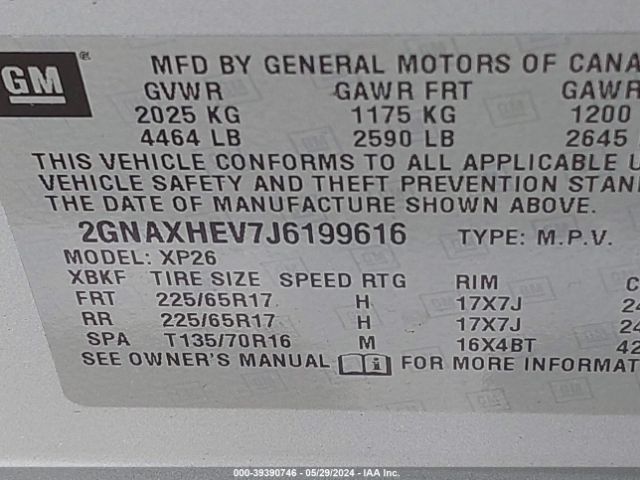 GM ®
MFD BY GENERAL MOTORS OF CANA
GVWR GAWR FRT GAWR
2025 KG 1175 KG 1200
4464 LB 2590 LB 2645
THIS VEHICLE CONFORMS TO ALL APPLICABLE U
VEHICLE SAFETY AND THEFT PREVENTION STAN
THE DATE OF MANUFACTURE SHOWN ABOVE.
2GNAXHEV7J6199616 TYPE: M.P.V.
MODEL: XP26
XBKF TIRE SIZE SPEED RTG RIM C
FRT 225/65R17 H 17X7J 24
RR 225/65R17 H 17X7J 24
SPA T135/70R16 M 16X4BT 42
SEE OWNER'S MANUAL i FOR MORE INFORMAT
000-39390746 - 05/29/2024 - IAA Inc.